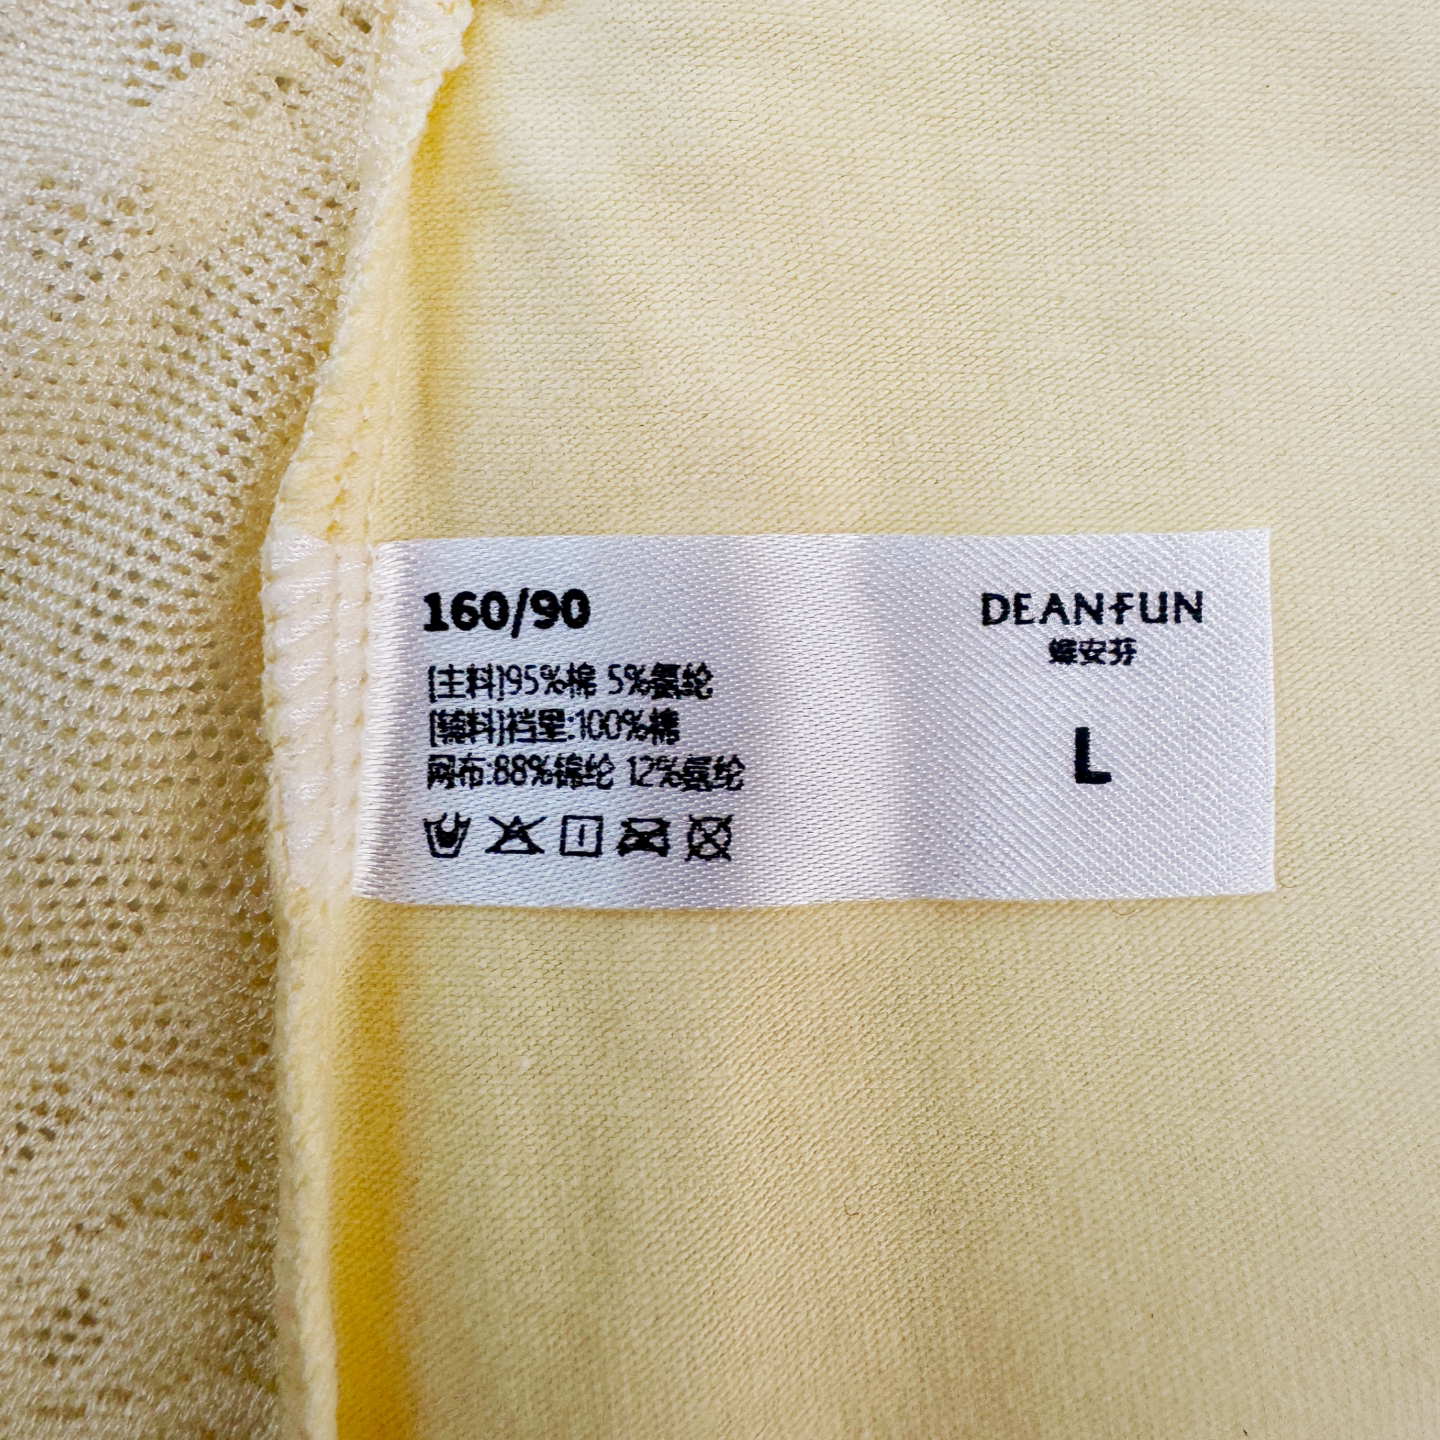 160/90
[主料]95%棉 5%氨纶
[辅料]裆里:100%棉
网布:88%锦纶 12%氨纶
DEANFUN
蝶安芬
L